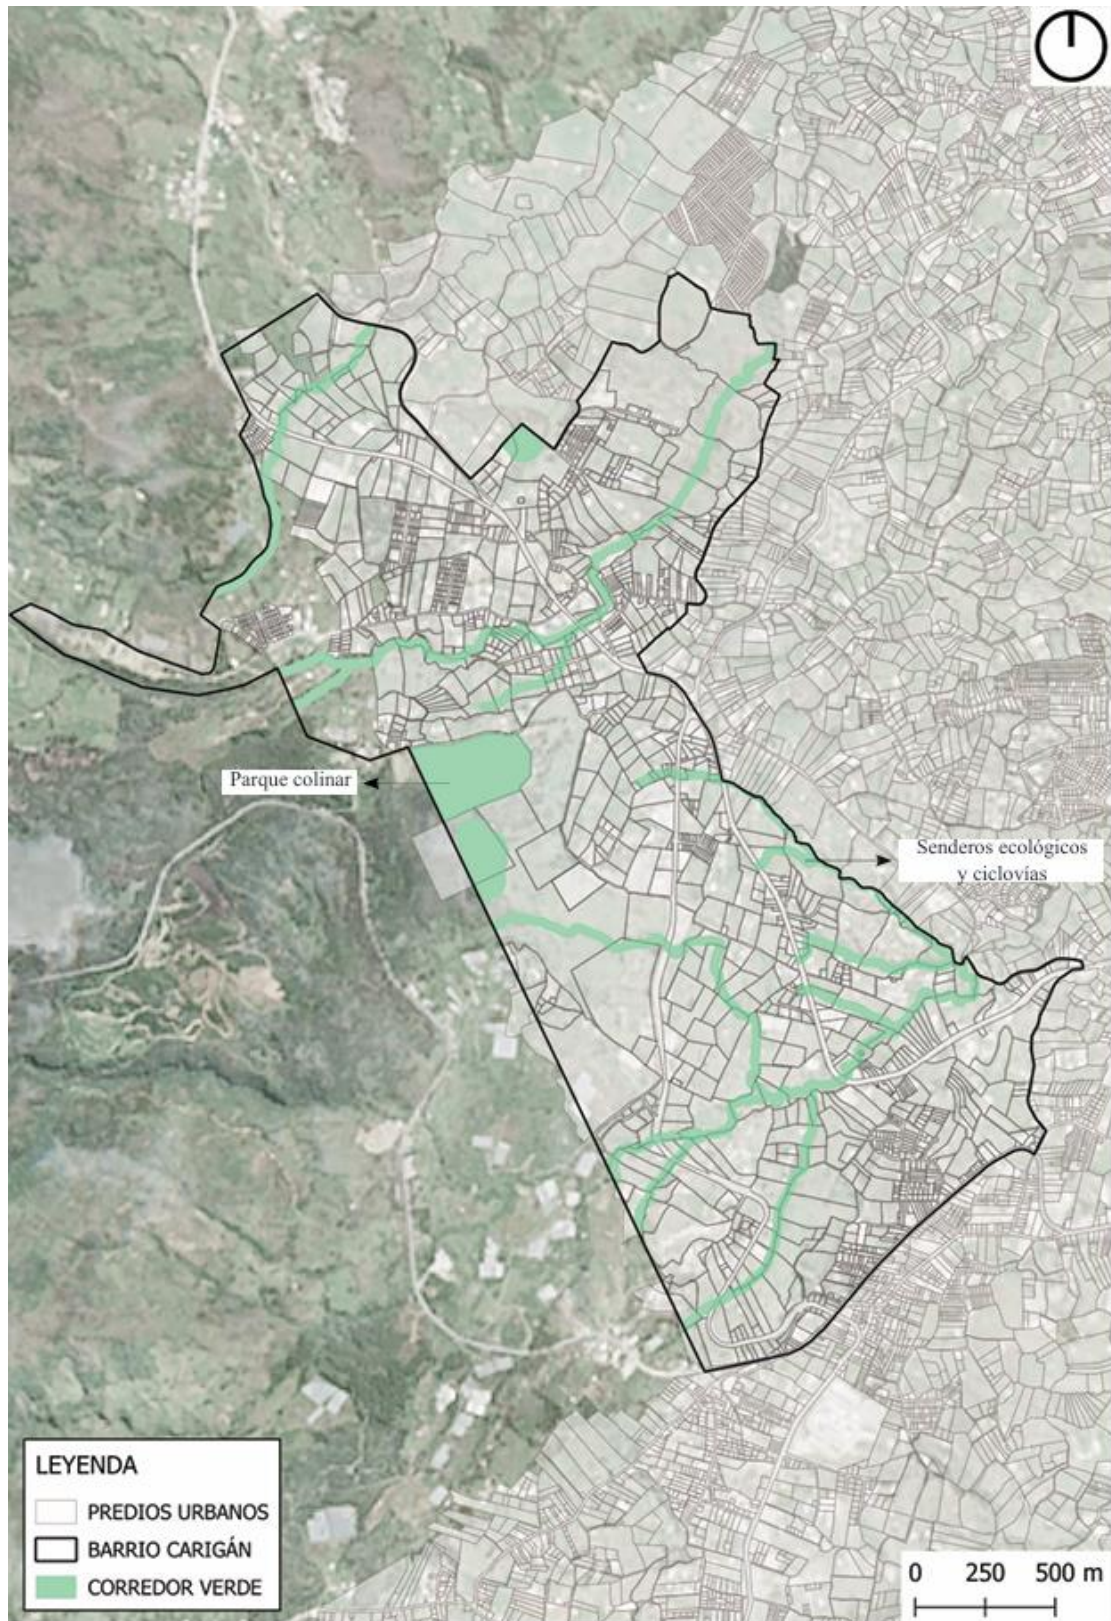 Parque colinar
Senderos ecológicos
y ciclovías
LEYENDA
PREDIOS URBANOS
BARRIO CARIGÁN
CORREDOR VERDE
0 250 500 m